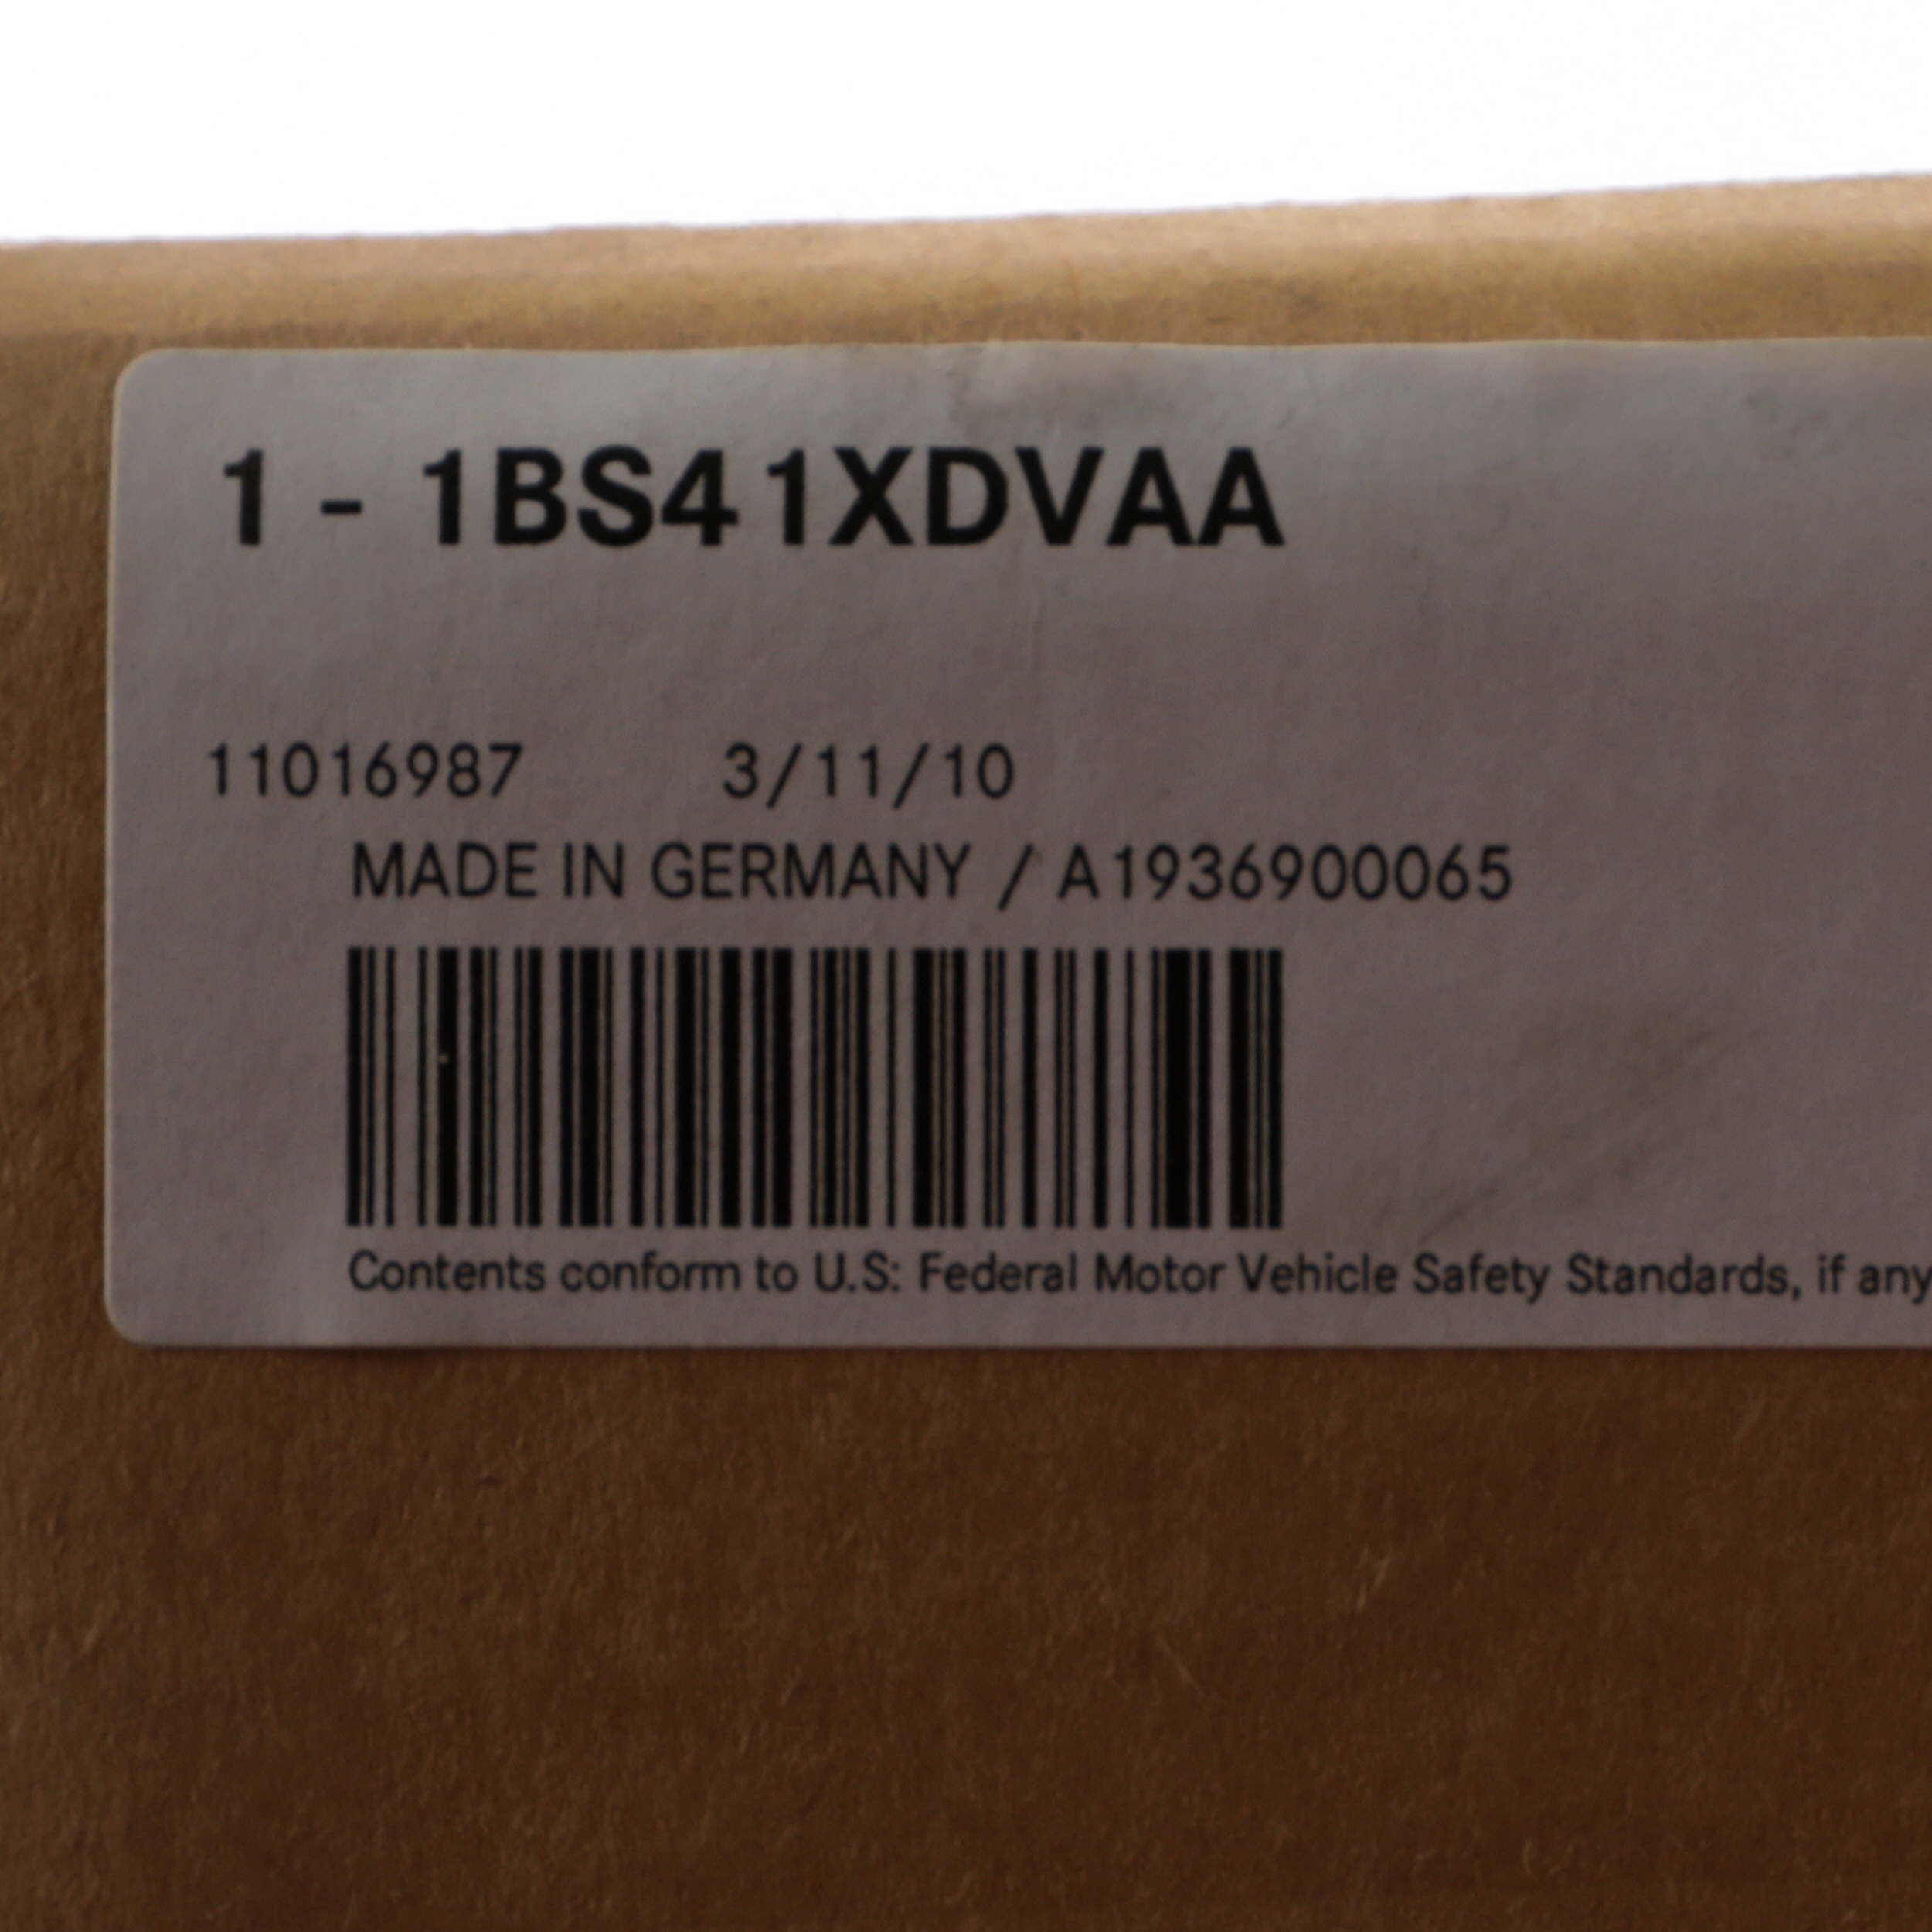 1 - 1BS41XDVAA
11016987 3/11/10
MADE IN GERMANY / A1936900065
Contents conform to U.S: Federal Motor Vehicle Safety Standards, if any